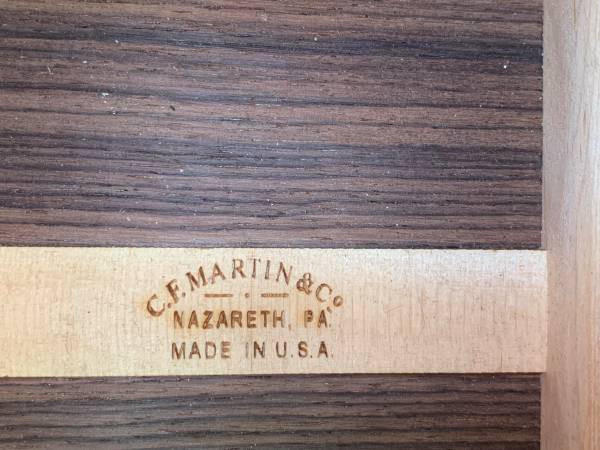 C.F. MARTIN & Co.
NAZARETH, PA.
MADE IN U.S.A.